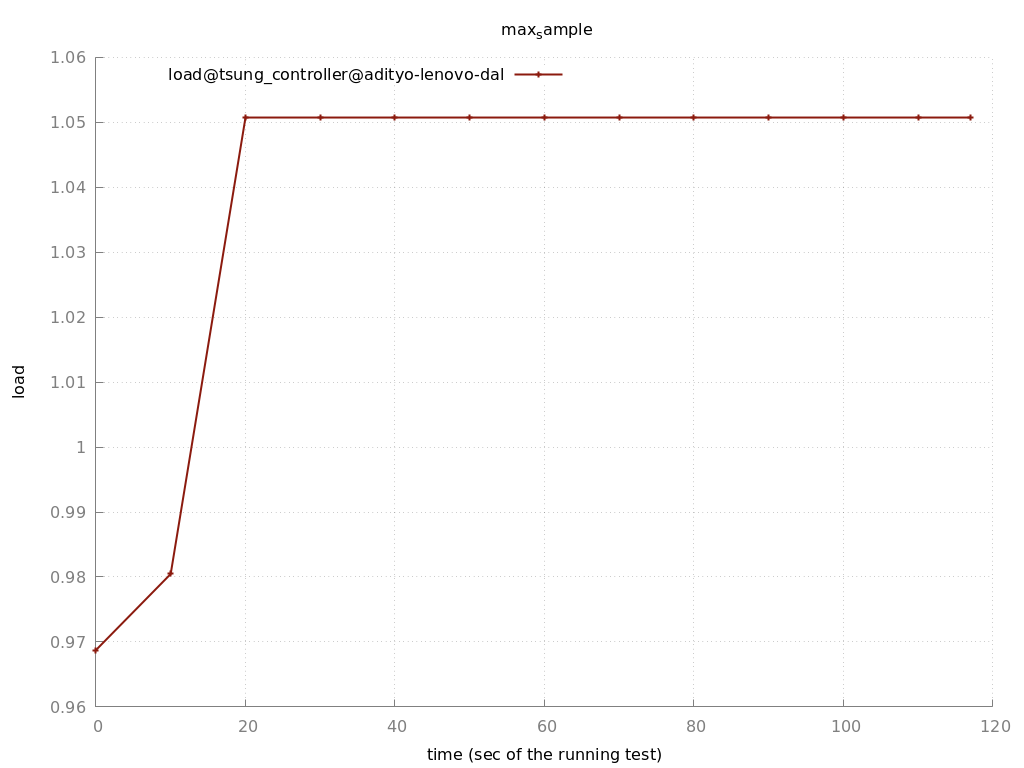 max_sample
1.06
load@tsung_controller@adityo-lenovo-dal
1.05
1.04
1.03
1.02
load
1.01
1
0.99
0.98
0.97
0.96
0 20 40 60 80 100 120
time (sec of the running test)